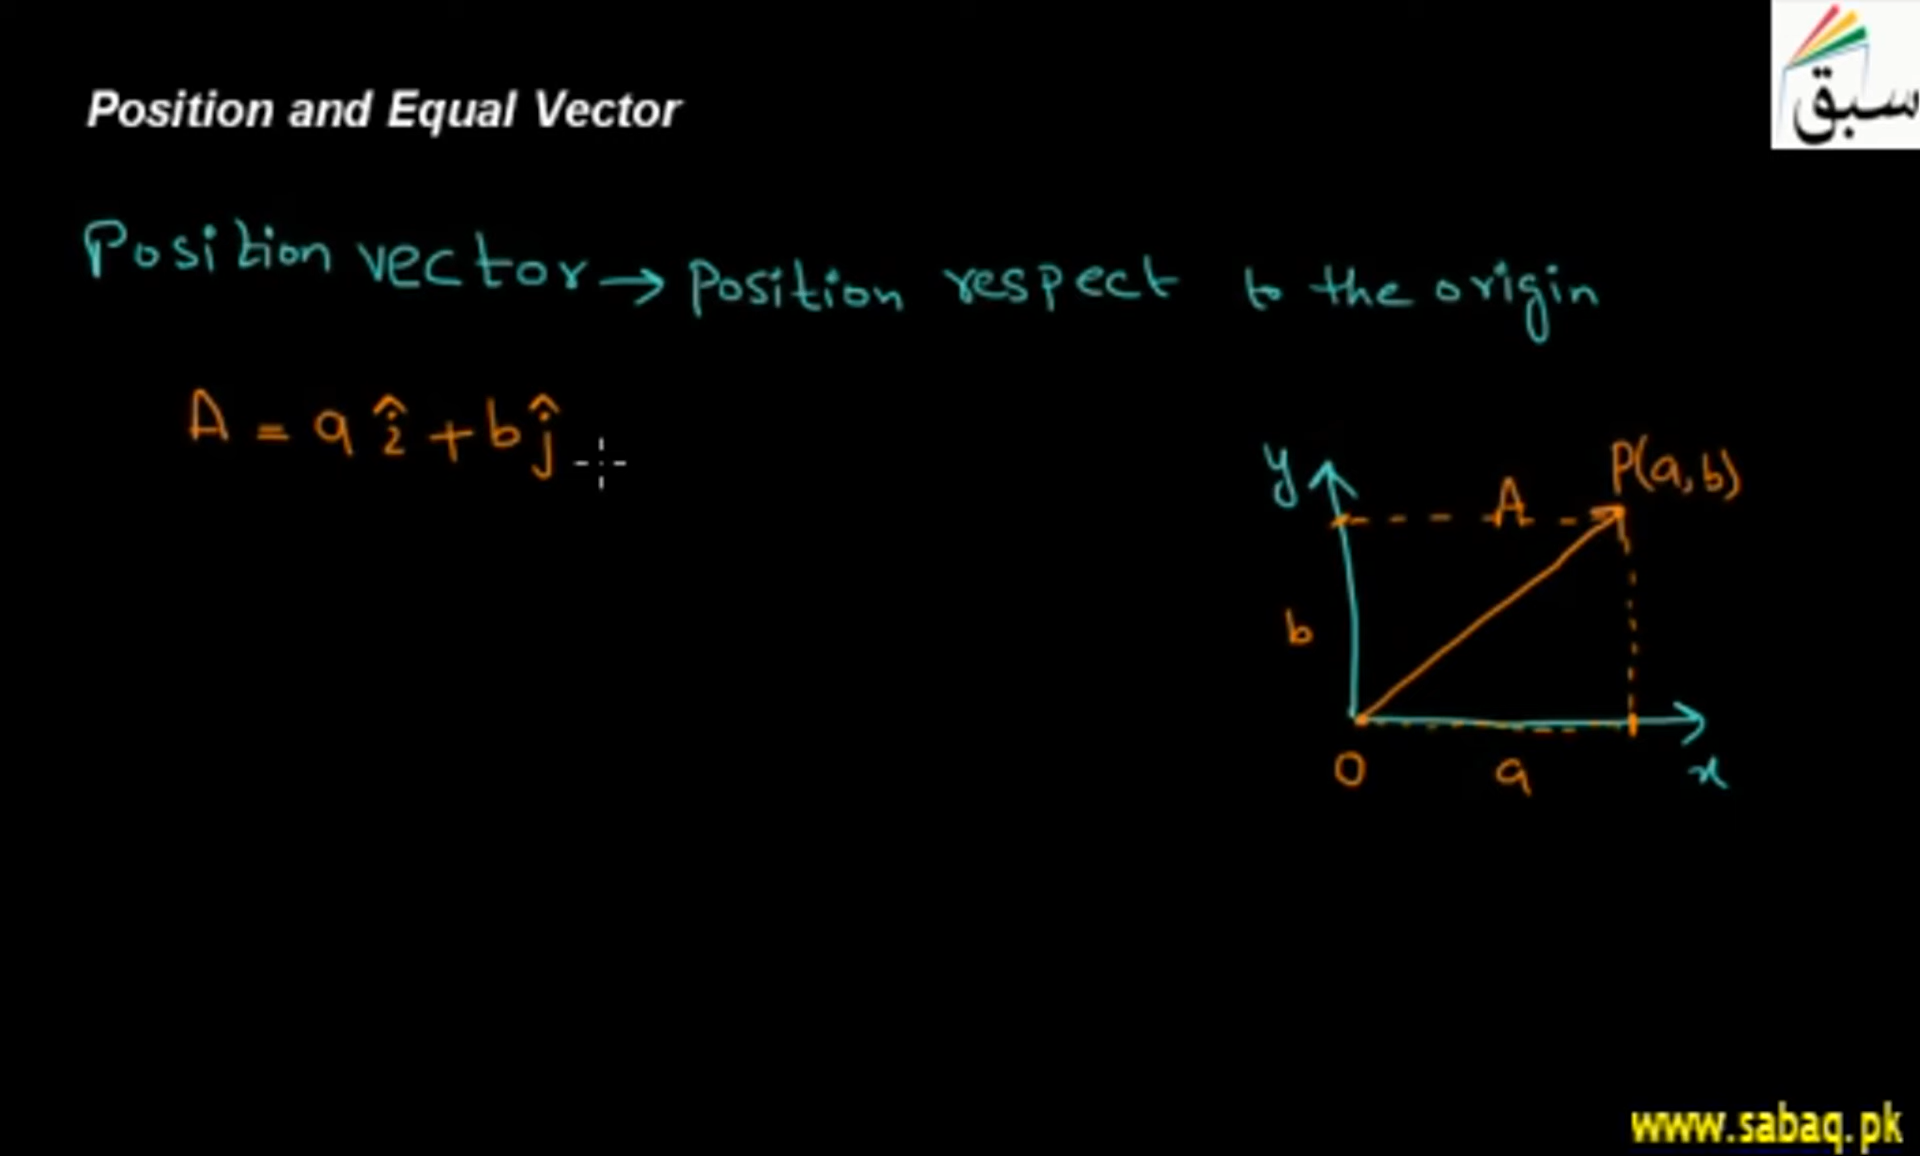 سبق
Position and Equal Vector
Position vector → Position respect to the origin
A = a î + b ĵ
y
A
P(a, b)
b
O
a
x
www.sabaq.pk